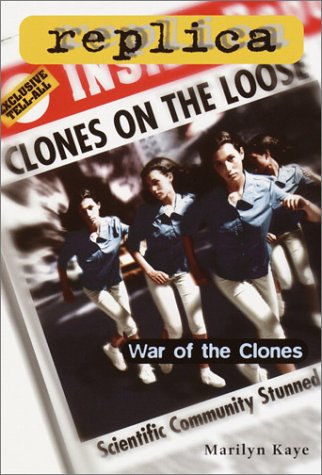 replica
EXCLUSIVE
TELL-ALL
CLONES ON THE LOOSE
War of the Clones
Scientific Community Stunned
Marilyn Kaye